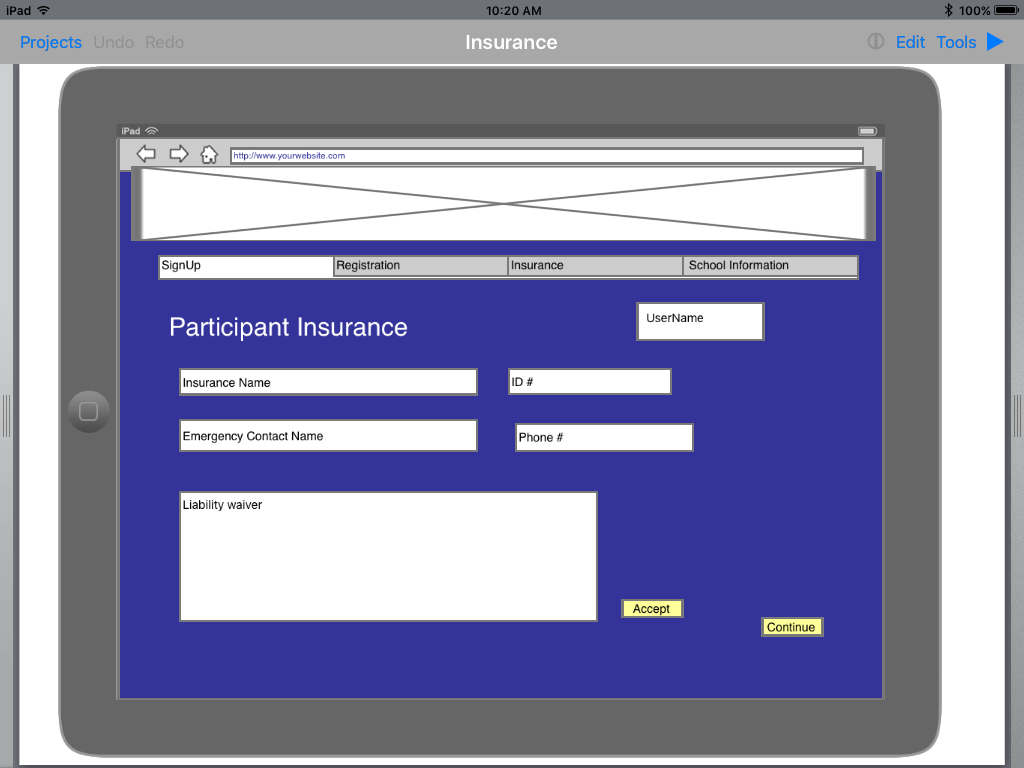 iPad 10:20 AM 100%
Projects Undo Redo Insurance Edit Tools
iPad
http://www.yourwebsite.com
SignUp Registration Insurance School Information
Participant Insurance UserName
Insurance Name ID #
Emergency Contact Name Phone #
Liability waiver
Accept
Continue